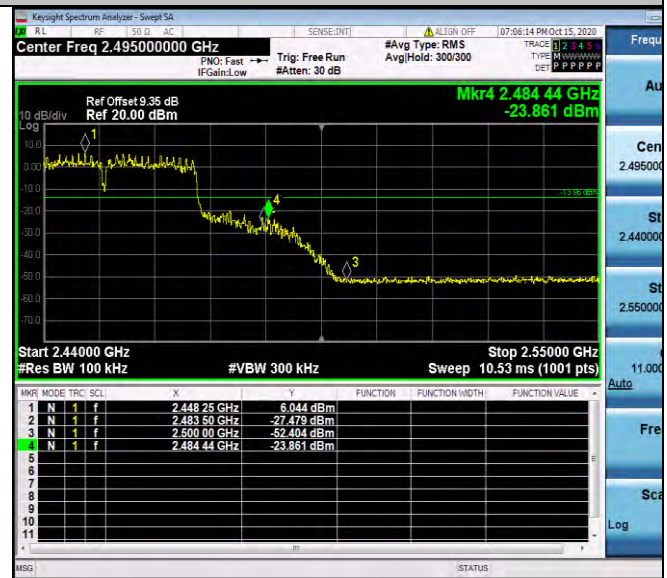 Keysight Spectrum Analyzer - Swept SA
RL RF 50 Ω AC SENSE:INT ALIGN OFF 07:06:14 PM Oct 15, 2020
Center Freq 2.495000000 GHz #Avg Type: RMS TRACE 1 2 3 4 5 6 Frequ
PNO: Fast Trig: Free Run Avg|Hold: 300/300 TYPE M WWWWW
IFGain:Low #Atten: 30 dB DET P P P P P P
Au
Ref Offset 9.35 dB Mkr4 2.484 44 GHz
10 dB/div Ref 20.00 dBm -23.861 dBm
Log
10.0 1
Cen
0.00 2.495000
-10.0 -13.96 dBm
-20.0 4 St
-30.0 2.440000
-40.0
-50.0 3 St
-60.0 2.550000
-70.0
Start 2.44000 GHz Stop 2.55000 GHz
#Res BW 100 kHz #VBW 300 kHz Sweep 10.53 ms (1001 pts) 11.000
Auto
MKR MODE TRC SCL X Y FUNCTION FUNCTION WIDTH FUNCTION VALUE
1 N 1 f 2.448 25 GHz 6.044 dBm
2 N 1 f 2.483 50 GHz -27.479 dBm
3 N 1 f 2.500 00 GHz -52.404 dBm Fre
4 N 1 f 2.484 44 GHz -23.861 dBm
5
6
7
8 Sca
9
10 Log
11
MSG STATUS